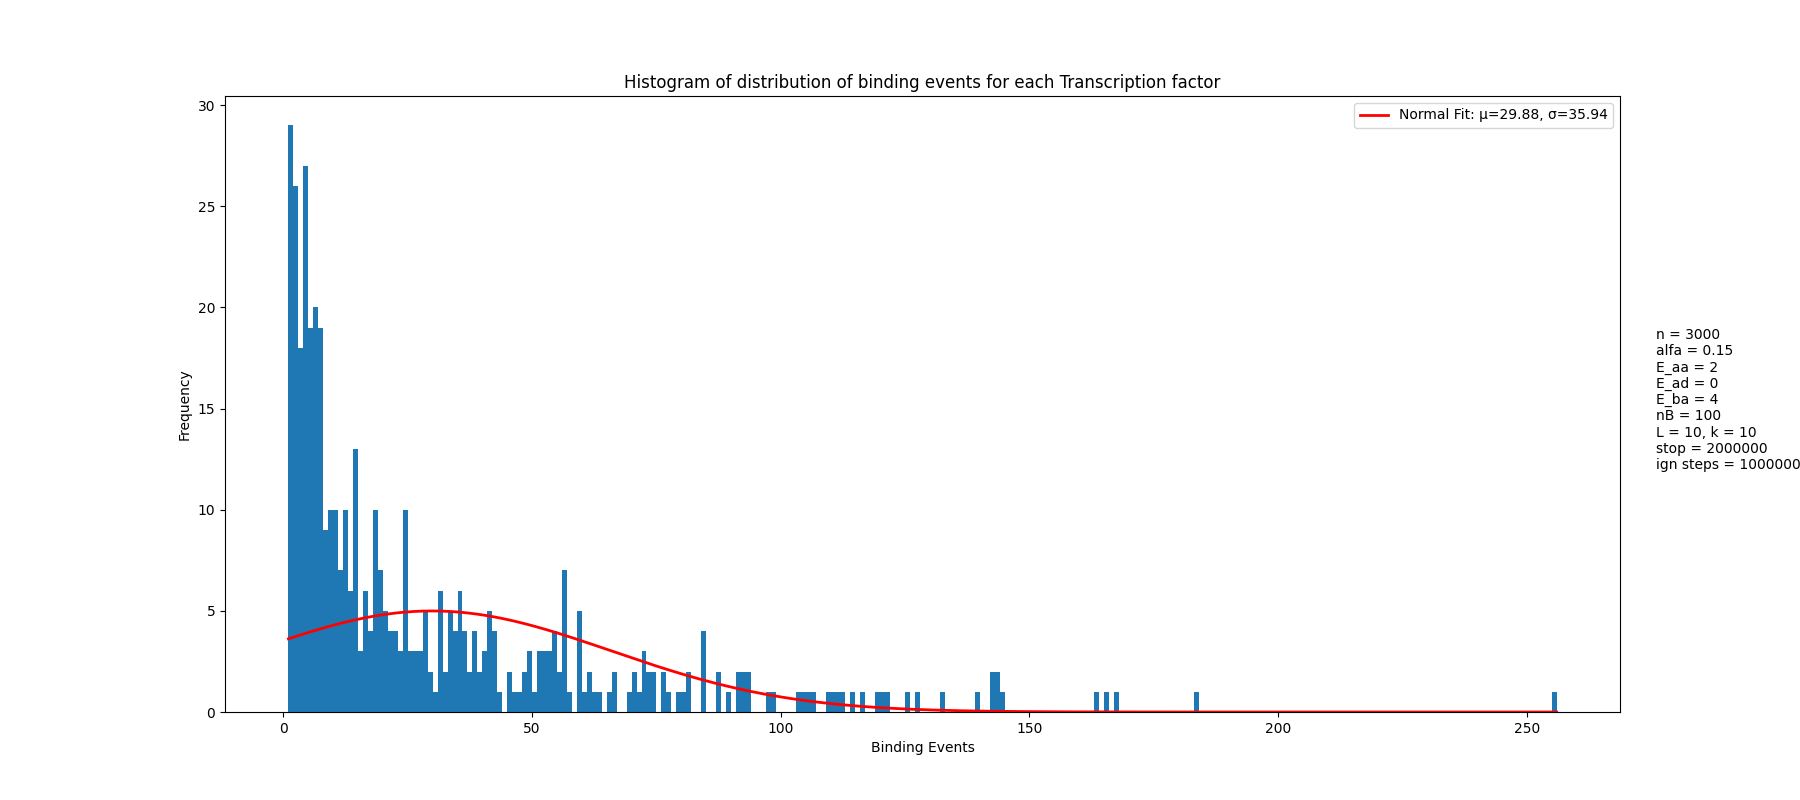 Histogram of distribution of binding events for each Transcription factor
30
25
20
15
10
5
0
Frequency
Normal Fit: μ=29.88, σ=35.94
0 50 100 150 200 250
Binding Events
n = 3000
alfa = 0.15
E_aa = 2
E_ad = 0
E_ba = 4
nB = 100
L = 10, k = 10
stop = 2000000
ign steps = 1000000